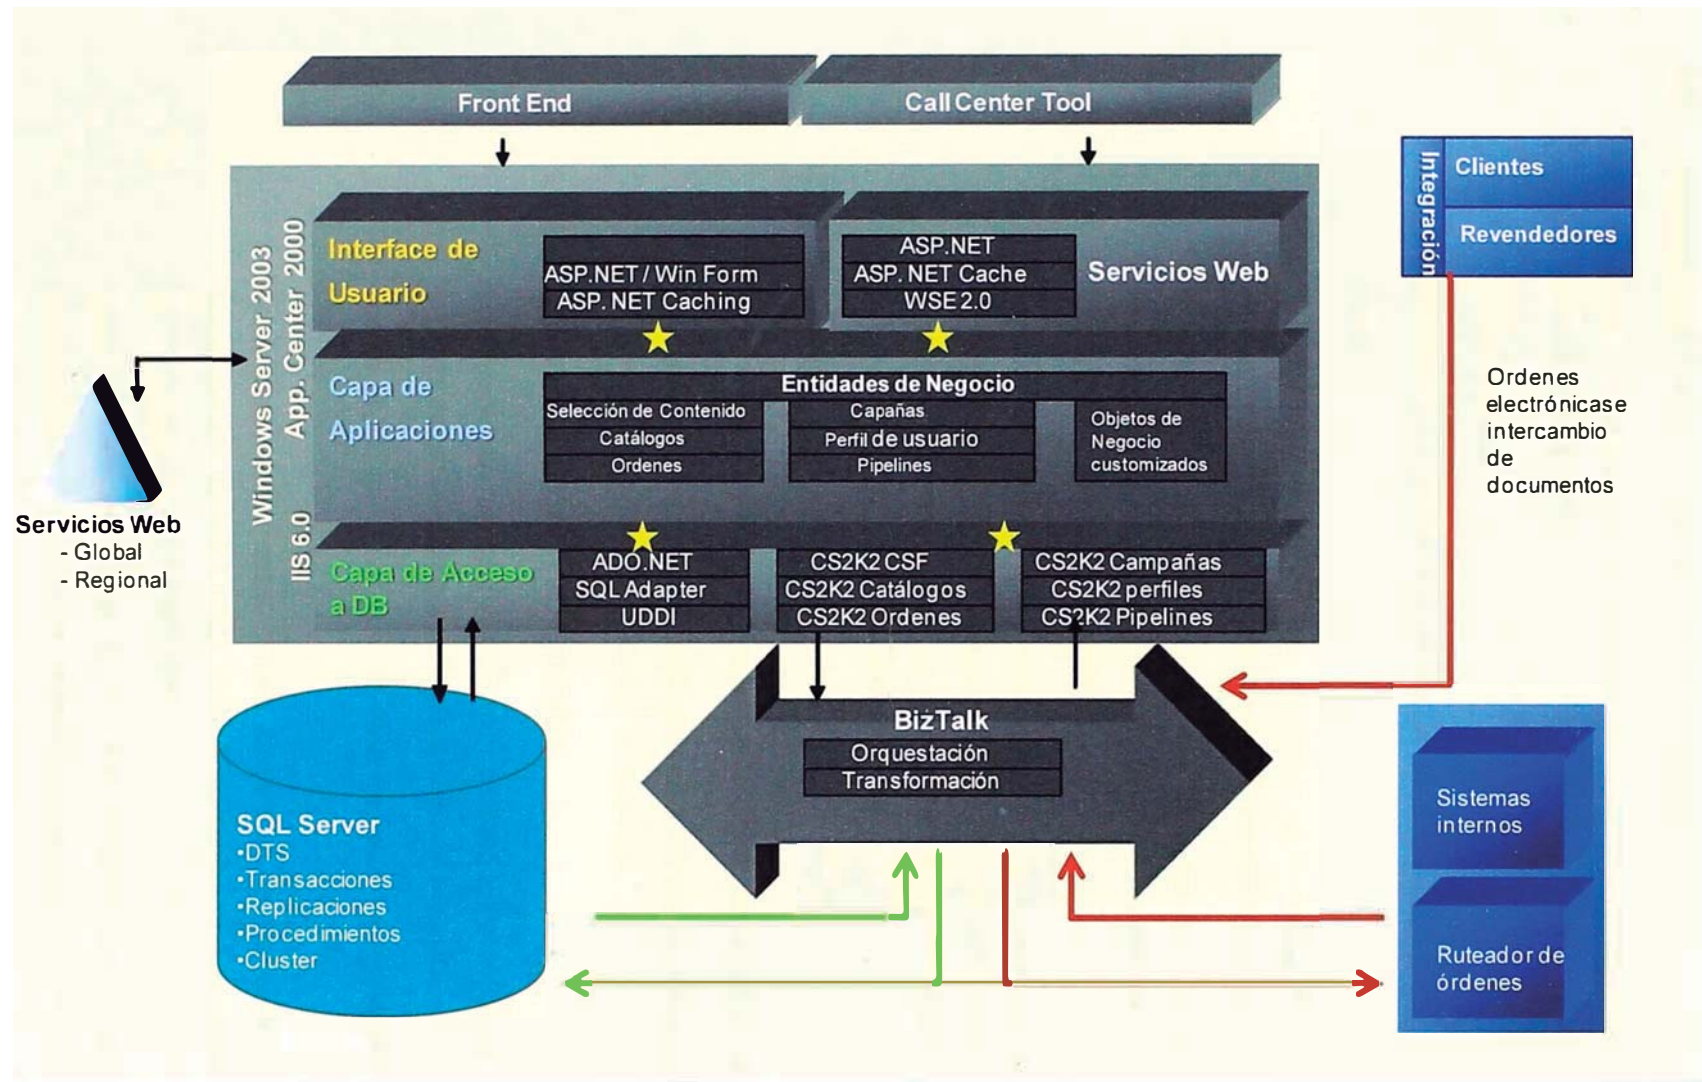 Front End
Call Center Tool
Windows Server 2003
IIS 6.0 App. Center 2000
Interface de
Usuario
ASP.NET / Win Form
ASP. NET Caching
ASP.NET
ASP. NET Cache
WSE 2.0
Servicios Web
Capa de
Aplicaciones
Entidades de Negocio
Selección de Contenido
Catálogos
Ordenes
Capañas
Perfil de usuario
Pipelines
Objetos de
Negocio
customizados
Capa de Acceso
a DB
ADO.NET
SQL Adapter
UDDI
CS2K2 CSF
CS2K2 Catálogos
CS2K2 Ordenes
CS2K2 Campañas
CS2K2 perfiles
CS2K2 Pipelines
Servicios Web
- Global
- Regional
Integración
Clientes
Revendedores
Ordenes
electrónicase
intercambio
de
documentos
BizTalk
Orquestación
Transformación
SQL Server
•DTS
•Transacciones
•Replicaciones
•Procedimientos
•Cluster
Sistemas
internos
Ruteador de
órdenes